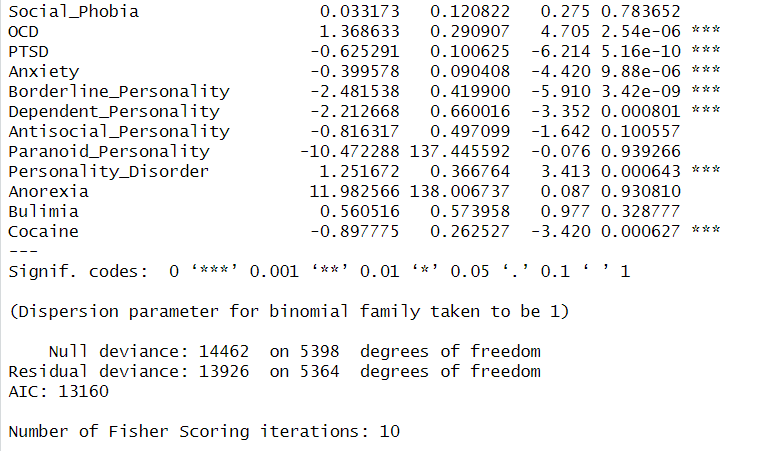 Social_Phobia 0.033173 0.120822 0.275 0.783652
OCD 1.368633 0.290907 4.705 2.54e-06 ***
PTSD -0.625291 0.100625 -6.214 5.16e-10 ***
Anxiety -0.399578 0.090408 -4.420 9.88e-06 ***
Borderline_Personality -2.481538 0.419900 -5.910 3.42e-09 ***
Dependent_Personality -2.212668 0.660016 -3.352 0.000801 ***
Antisocial_Personality -0.816317 0.497099 -1.642 0.100557
Paranoid_Personality -10.472288 137.445592 -0.076 0.939266
Personality_Disorder 1.251672 0.366764 3.413 0.000643 ***
Anorexia 11.982566 138.006737 0.087 0.930810
Bulimia 0.560516 0.573958 0.977 0.328777
Cocaine -0.897775 0.262527 -3.420 0.000627 ***
---
Signif. codes: 0 ‘***’ 0.001 ‘**’ 0.01 ‘*’ 0.05 ‘.’ 0.1 ‘ ’ 1
(Dispersion parameter for binomial family taken to be 1)
Null deviance: 14462 on 5398 degrees of freedom
Residual deviance: 13926 on 5364 degrees of freedom
AIC: 13160
Number of Fisher Scoring iterations: 10